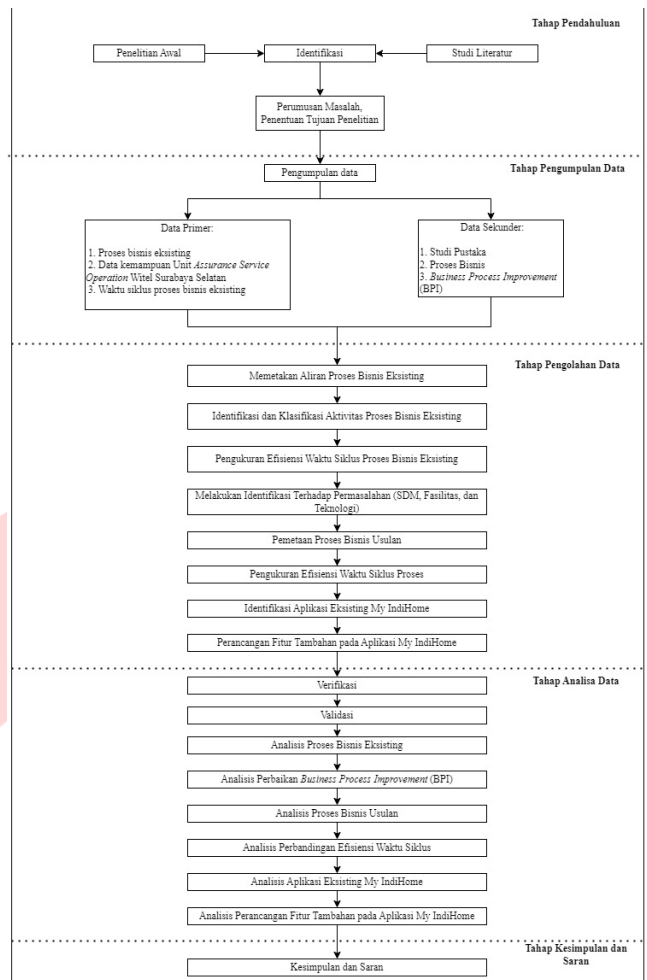 Tahap Pendahuluan
Penelitian Awal
Identifikasi
Studi Literatur
Perumusan Masalah,
Penentuan Tujuan Penelitian
Tahap Pengumpulan Data
Pengumpulan data
Data Primer:
1. Proses bisnis eksisting
2. Data kemampuan Unit Assurance Service
Operation Witel Surabaya Selatan
3. Waktu siklus proses bisnis eksisting
Data Sekunder:
1. Studi Pustaka
2. Proses Bisnis
3. Business Process Improvement
(BPI)
Tahap Pengolahan Data
Memetakan Aliran Proses Bisnis Eksisting
Identifikasi dan Klasifikasi Aktivitas Proses Bisnis Eksisting
Pengukuran Efisiensi Waktu Siklus Proses Bisnis Eksisting
Melakukan Identifikasi Terhadap Permasalahan (SDM, Fasilitas, dan
Teknologi)
Pemetaan Proses Bisnis Usulan
Pengukuran Efisiensi Waktu Siklus Proses
Identifikasi Aplikasi Eksisting My IndiHome
Perancangan Fitur Tambahan pada Aplikasi My IndiHome
Tahap Analisa Data
Verifikasi
Validasi
Analisis Proses Bisnis Eksisting
Analisis Perbaikan Business Process Improvement (BPI)
Analisis Proses Bisnis Usulan
Analisis Perbandingan Efisiensi Waktu Siklus
Analisis Aplikasi Eksisting My IndiHome
Analisis Perancangan Fitur Tambahan pada Aplikasi My IndiHome
Tahap Kesimpulan dan
Saran
Kesimpulan dan Saran